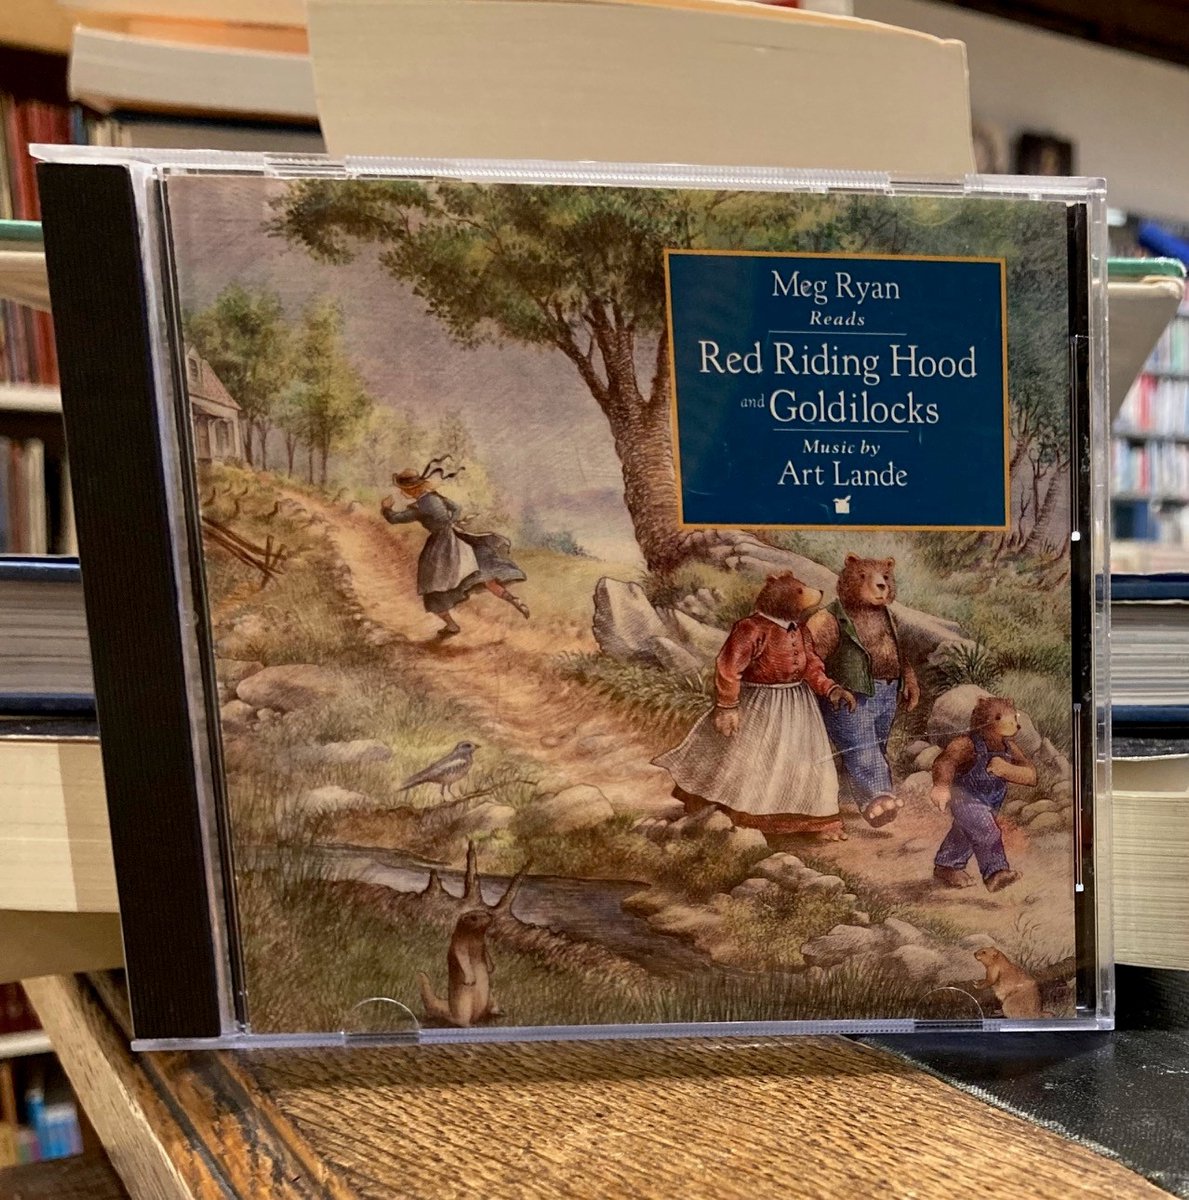 Meg Ryan
Reads
Red Riding Hood
and Goldilocks
Music by
Art Lande